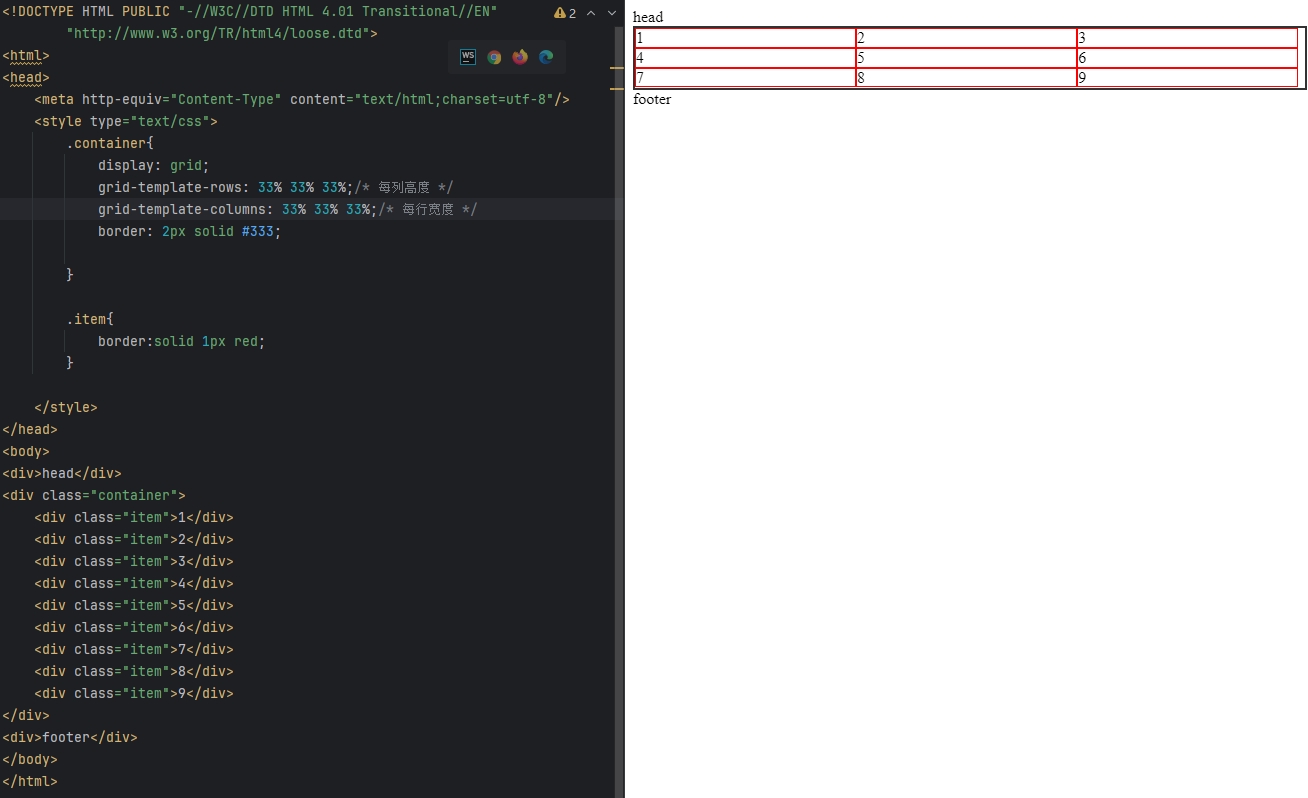 <!DOCTYPE HTML PUBLIC "-//W3C//DTD HTML 4.01 Transitional//EN"
2
"http://www.w3.org/TR/html4/loose.dtd">
<html>
WS
<head>
<meta http-equiv="Content-Type" content="text/html;charset=utf-8"/>
<style type="text/css">
.container{
display: grid;
grid-template-rows: 33% 33% 33%;/* 每列高度 */
grid-template-columns: 33% 33% 33%;/* 每行宽度 */
border: 2px solid #333;
}
.item{
border:solid 1px red;
}
</style>
</head>
<body>
<div>head</div>
<div class="container">
<div class="item">1</div>
<div class="item">2</div>
<div class="item">3</div>
<div class="item">4</div>
<div class="item">5</div>
<div class="item">6</div>
<div class="item">7</div>
<div class="item">8</div>
<div class="item">9</div>
</div>
<div>footer</div>
</body>
</html>
head
1 2 3
4 5 6
7 8 9
footer